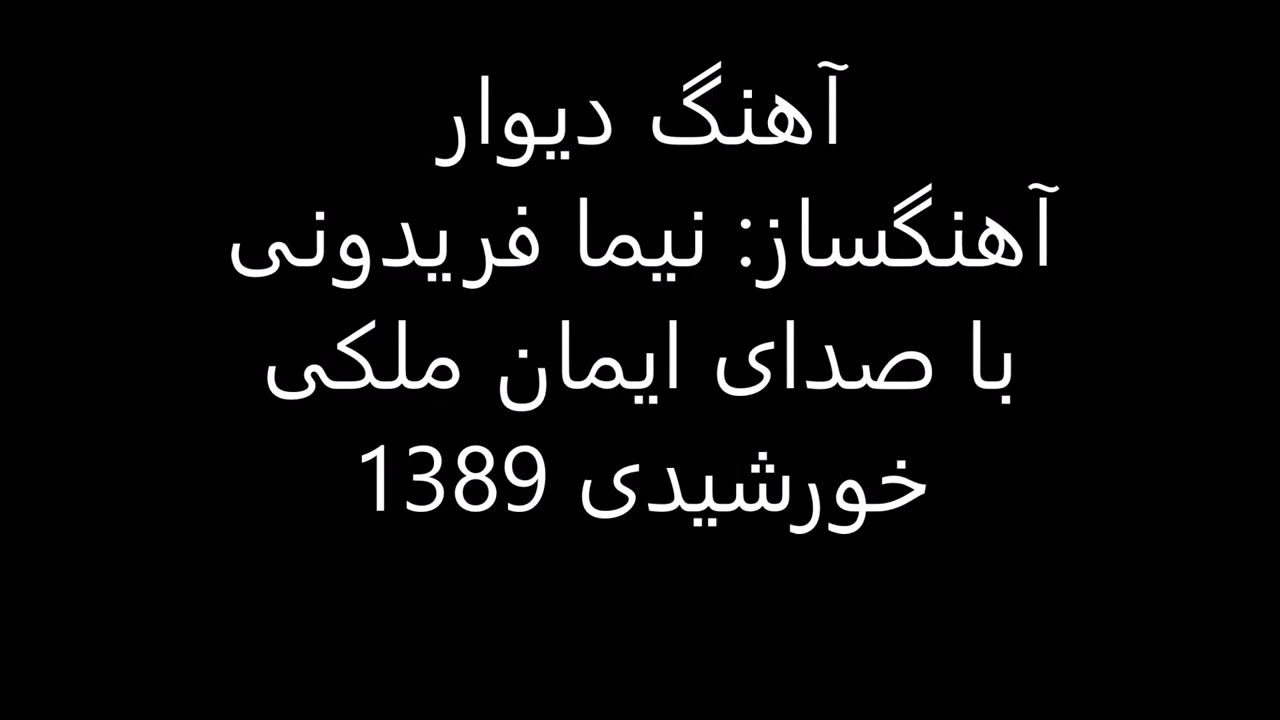 آهنگ دیوار
آهنگساز: نیما فریدونی
با صدای ایمان ملکی
خورشیدی 1389